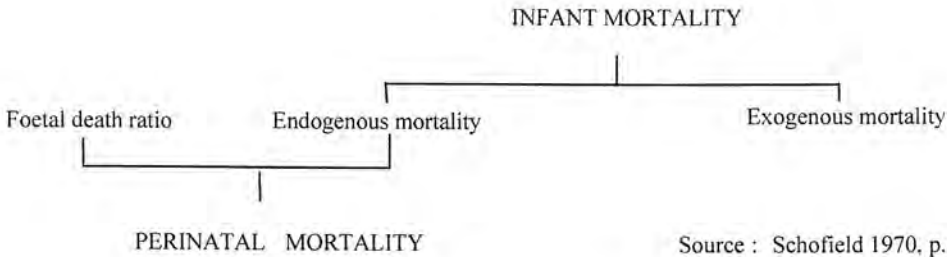 INFANT MORTALITY
Foetal death ratio Endogenous mortality Exogenous mortality
PERINATAL MORTALITY Source : Schofield 1970, p.